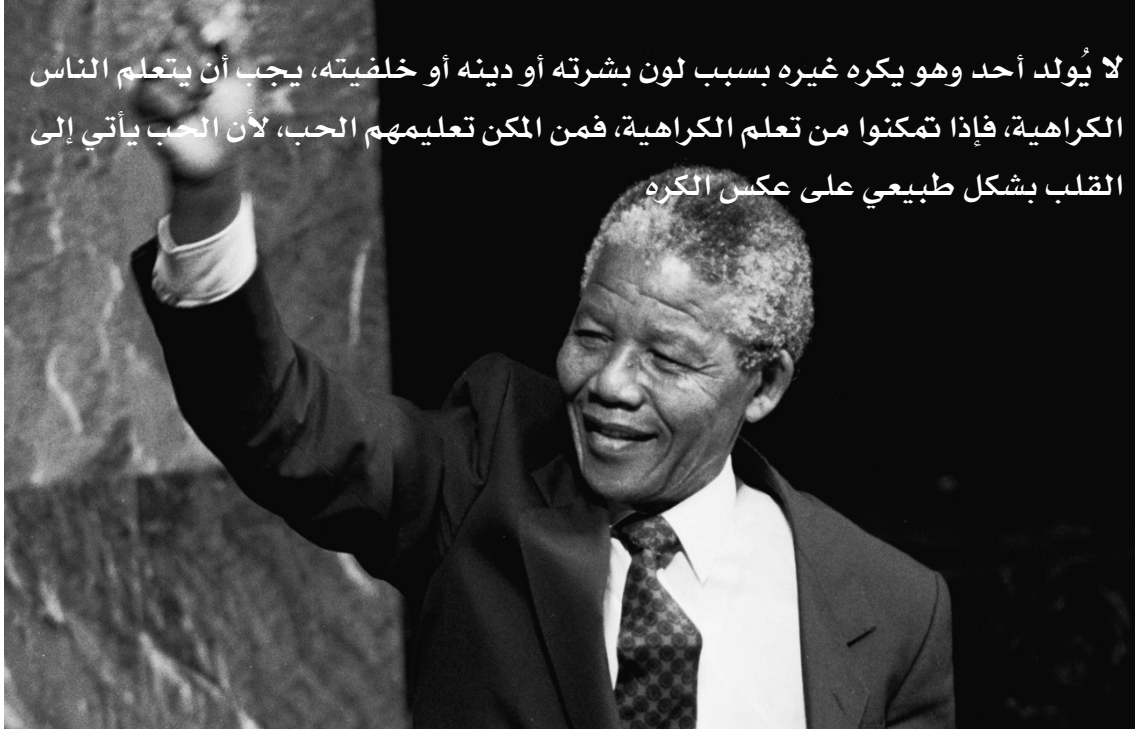 لا يُولد أحد وهو يكره غيره بسبب لون بشرته أو دينه أو خلفيته، يجب أن يتعلم الناس
الكراهية، فإذا تمكنوا من تعلم الكراهية، فمن المكن تعليمهم الحب، لأن الحب يأتي إلى
القلب بشكل طبيعي على عكس الكره